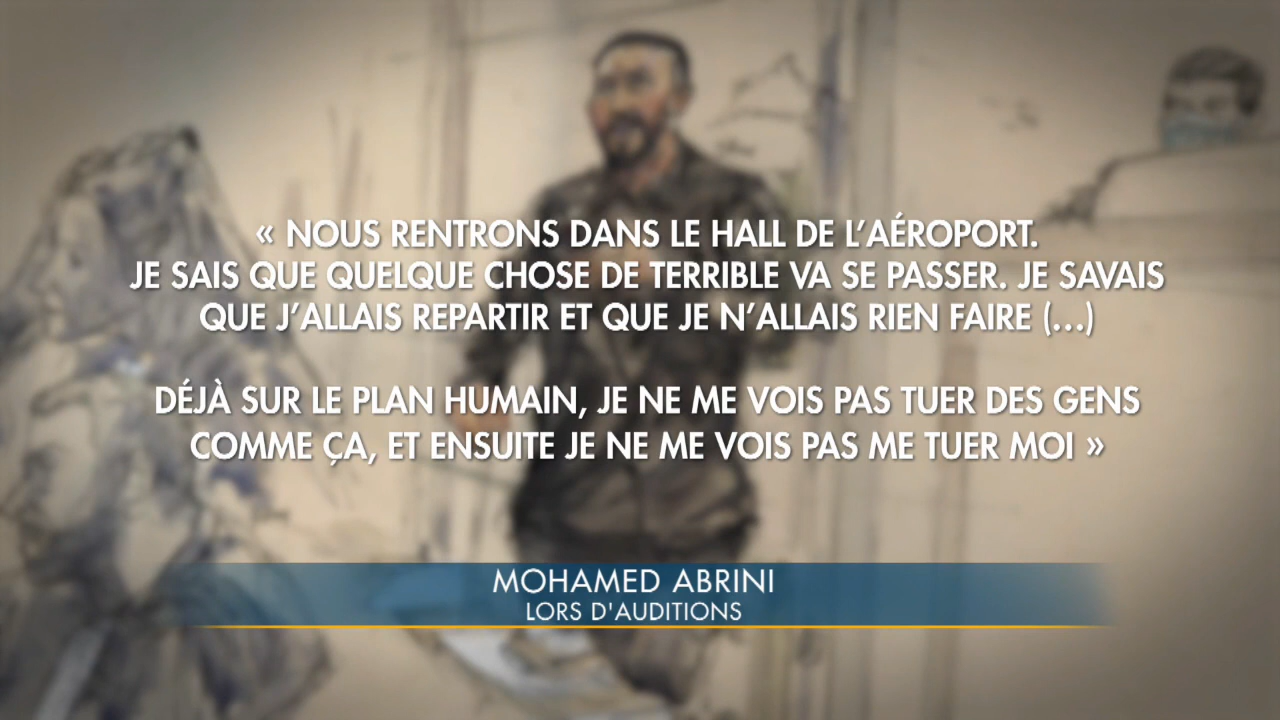 « NOUS RENTRONS DANS LE HALL DE L’AÉROPORT.
JE SAIS QUE QUELQUE CHOSE DE TERRIBLE VA SE PASSER. JE SAVAIS
QUE J’ALLAIS REPARTIR ET QUE JE N’ALLAIS RIEN FAIRE (...)
DÉJÀ SUR LE PLAN HUMAIN, JE NE ME VOIS PAS TUER DES GENS
COMME ÇA, ET ENSUITE JE NE ME VOIS PAS ME TUER MOI »
MOHAMED ABRINI
LORS D'AUDITIONS